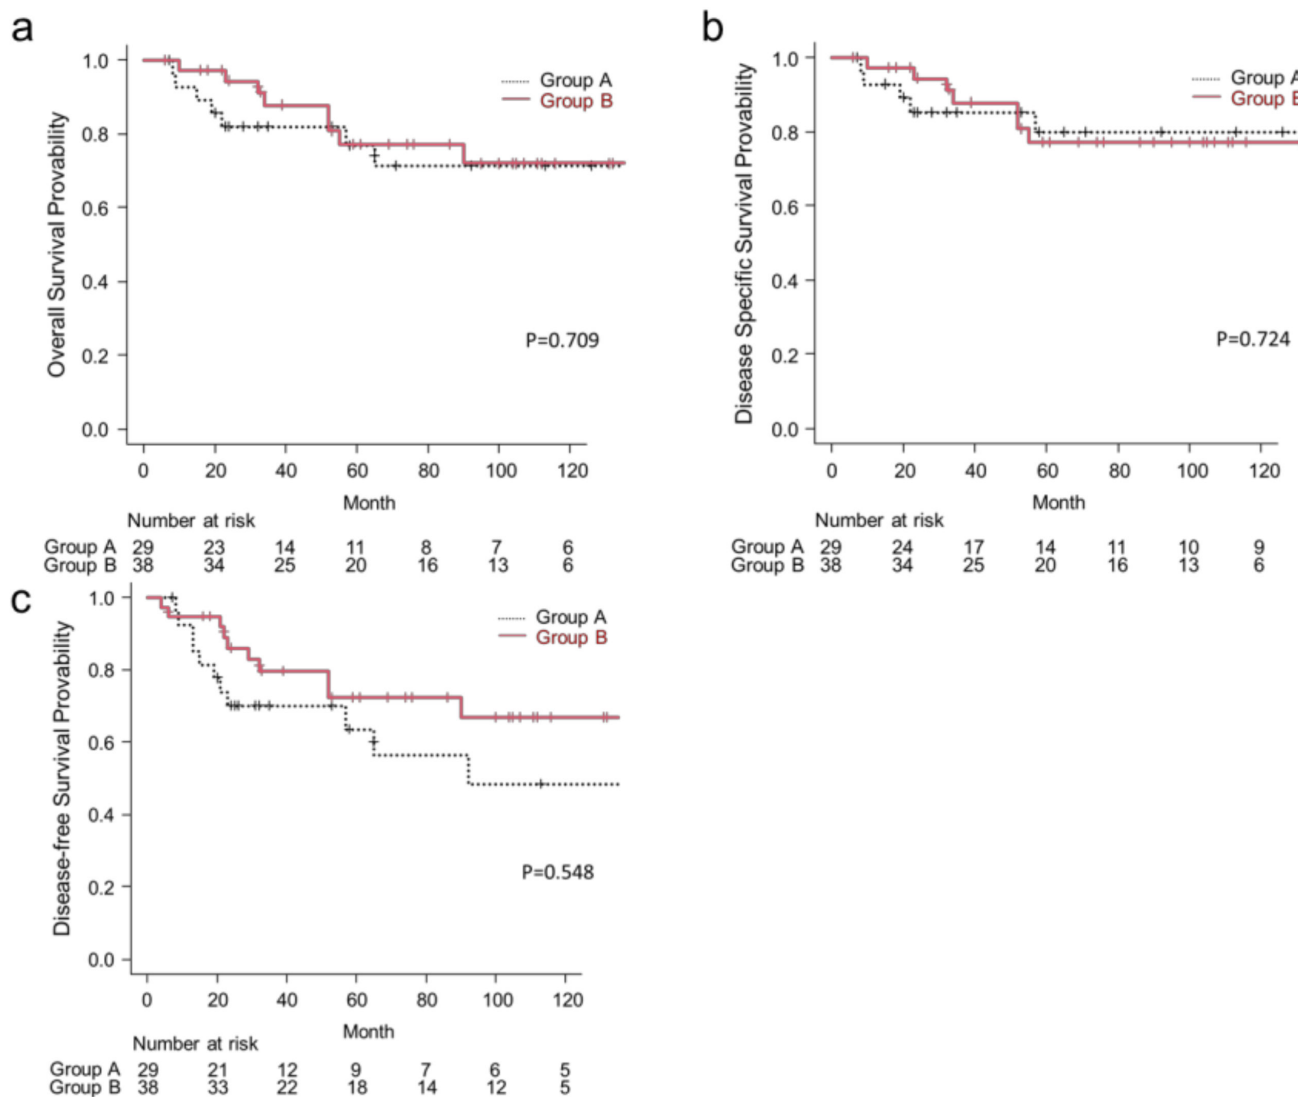 a
Overall Survival Provability
1.0
0.8
0.6
0.4
0.2
0.0
Group A
Group B
P=0.709
0 20 40 60 80 100 120
Month
Number at risk
Group A 29 23 14 11 8 7 6
Group B 38 34 25 20 16 13 6
b
Disease Specific Survival Provability
1.0
0.8
0.6
0.4
0.2
0.0
Group A
Group B
P=0.724
0 20 40 60 80 100 120
Month
Number at risk
Group A 29 24 17 14 11 10 9
Group B 38 34 25 20 16 13 6
c
Disease-free Survival Provability
1.0
0.8
0.6
0.4
0.2
0.0
Group A
Group B
P=0.548
0 20 40 60 80 100 120
Month
Number at risk
Group A 29 21 12 9 7 6 5
Group B 38 33 22 18 14 12 5